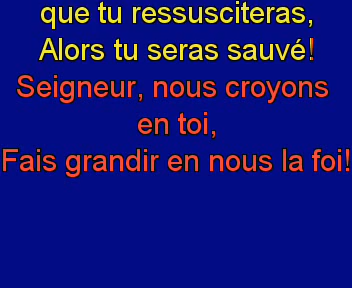 que tu ressusciteras,
Alors tu seras sauvé!
Seigneur, nous croyons
en toi,
Fais grandir en nous la foi!